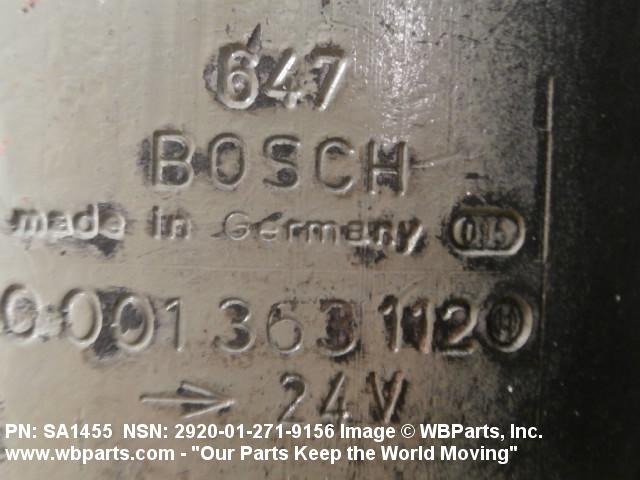 647
BOSCH
made in Germany
0 001 363 112
→ 24V
PN: SA1455 NSN: 2920-01-271-9156 Image © WBParts, Inc.
www.wbparts.com - "Our Parts Keep the World Moving"